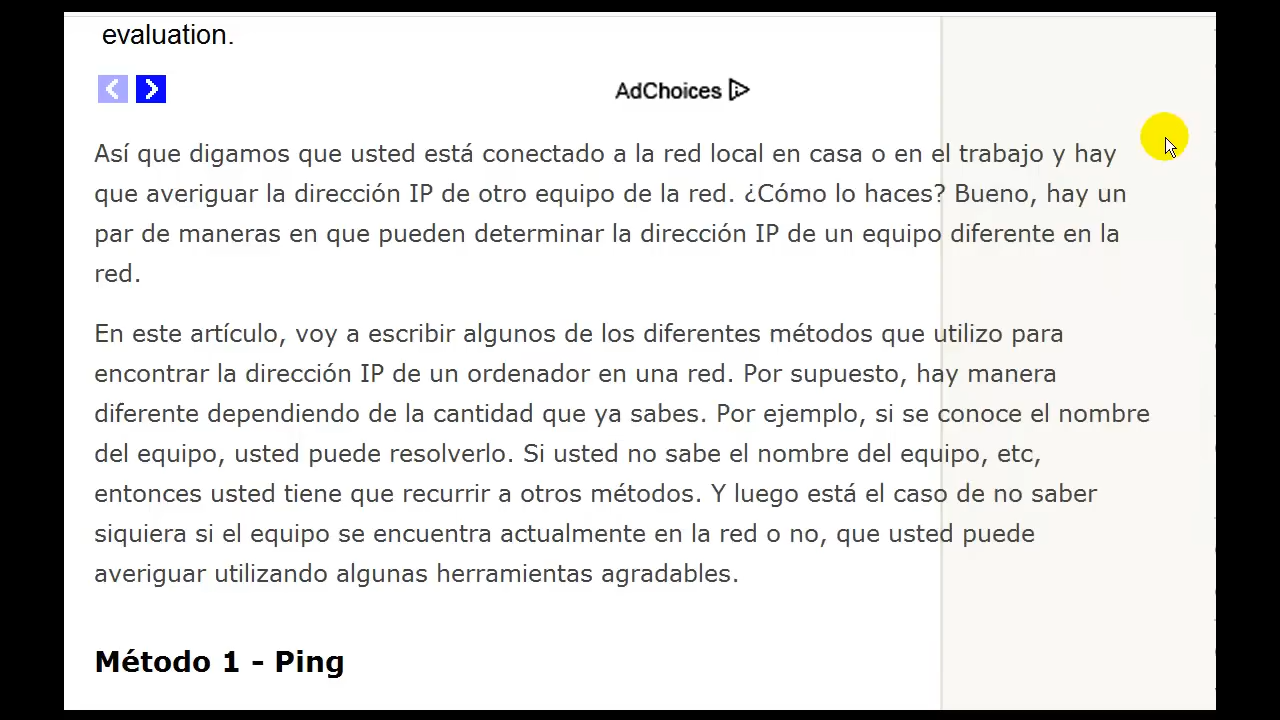 evaluation.
AdChoices
Así que digamos que usted está conectado a la red local en casa o en el trabajo y hay
que averiguar la dirección IP de otro equipo de la red. ¿Cómo lo haces? Bueno, hay un
par de maneras en que pueden determinar la dirección IP de un equipo diferente en la
red.
En este artículo, voy a escribir algunos de los diferentes métodos que utilizo para
encontrar la dirección IP de un ordenador en una red. Por supuesto, hay manera
diferente dependiendo de la cantidad que ya sabes. Por ejemplo, si se conoce el nombre
del equipo, usted puede resolverlo. Si usted no sabe el nombre del equipo, etc,
entonces usted tiene que recurrir a otros métodos. Y luego está el caso de no saber
siquiera si el equipo se encuentra actualmente en la red o no, que usted puede
averiguar utilizando algunas herramientas agradables.
Método 1 - Ping